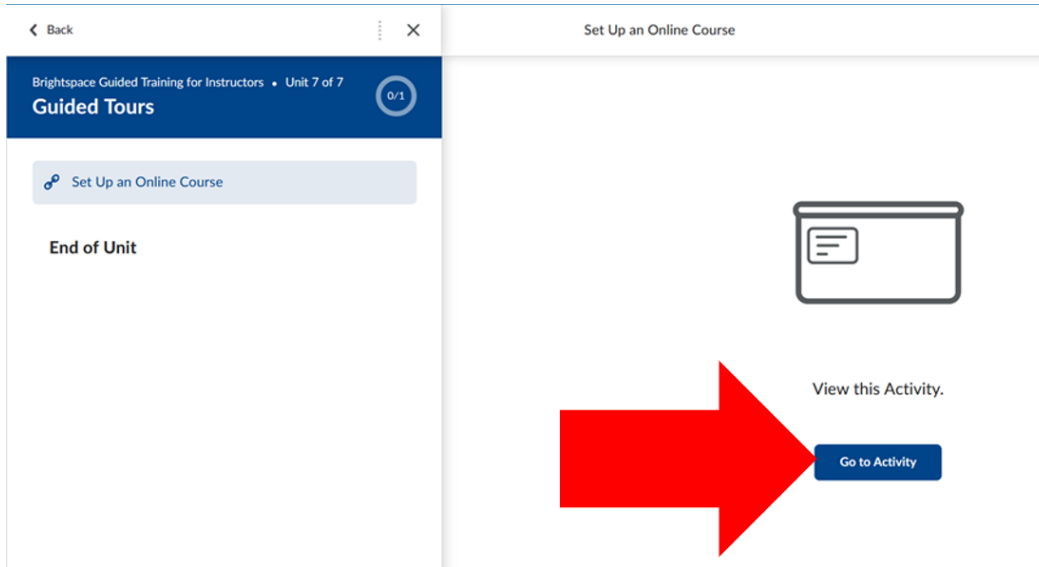 Back
Set Up an Online Course
Brightspace Guided Training for Instructors • Unit 7 of 7
Guided Tours
0/1
Set Up an Online Course
End of Unit
View this Activity.
Go to Activity